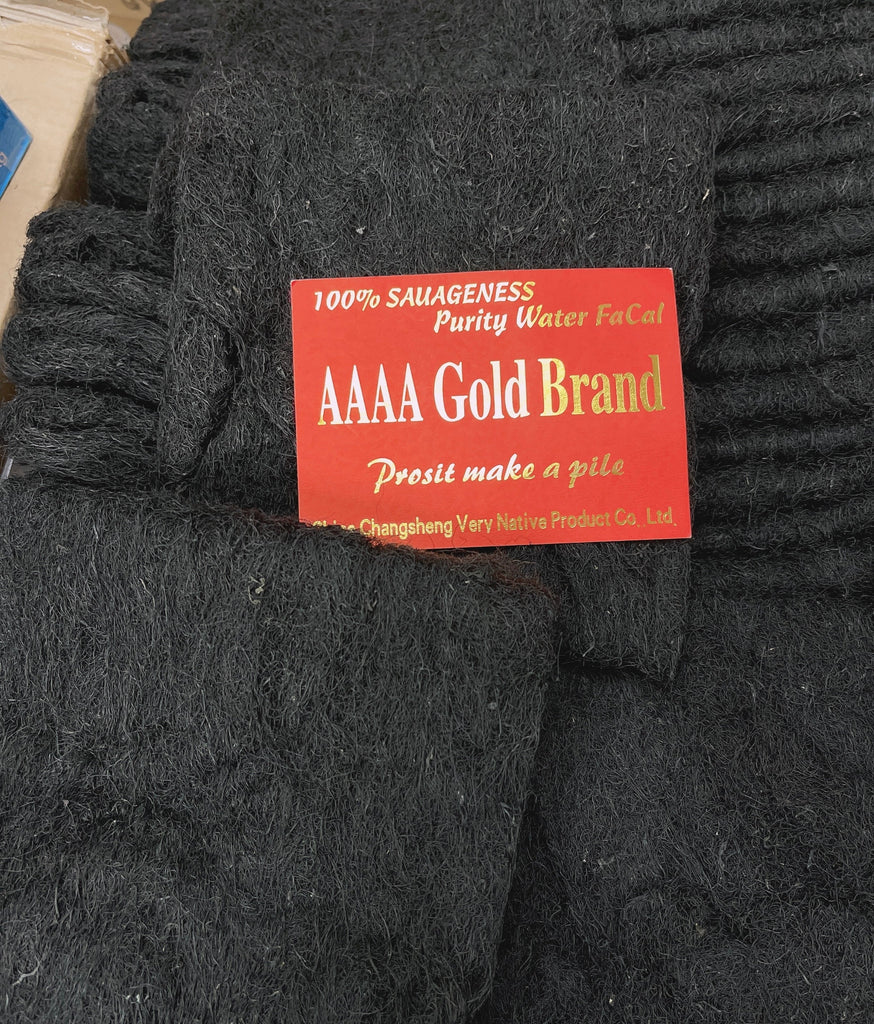 100% SAUAGENESS
Purity Water FaCal
AAAA Gold Brand
Prosit make a pile
Changsheng Very Native Product Co., Ltd.